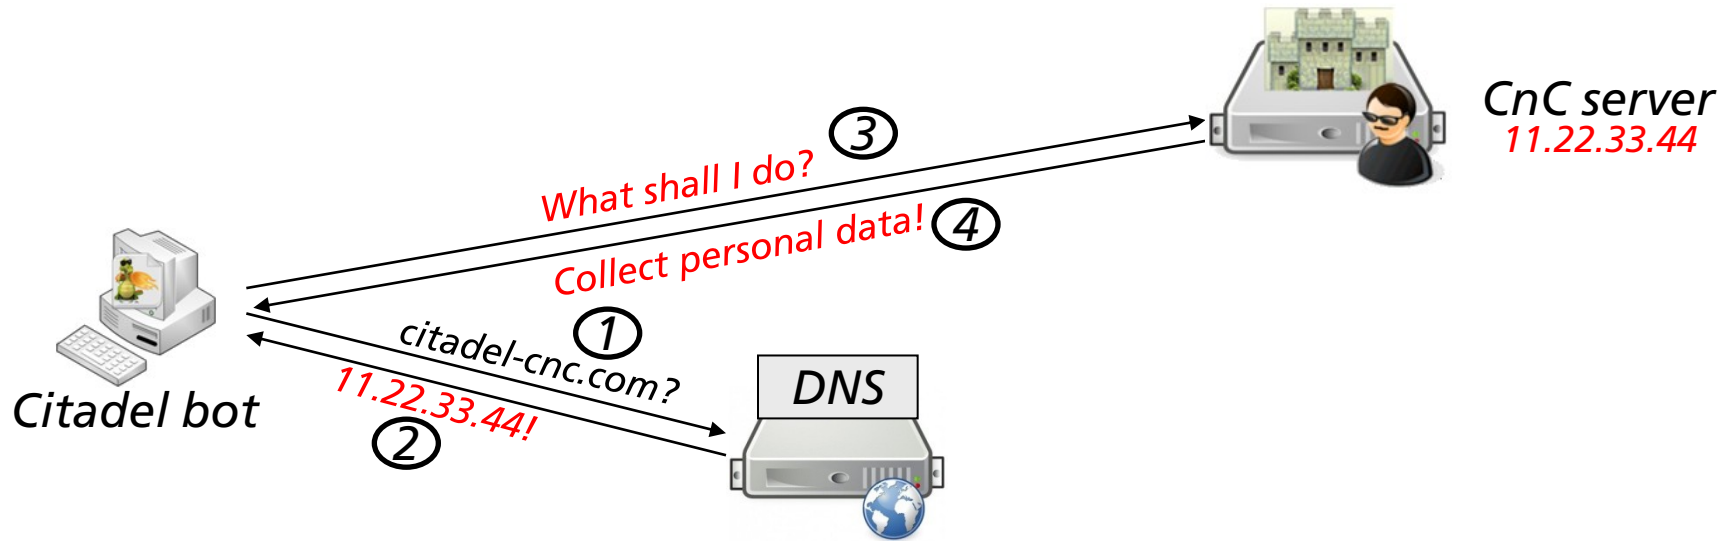 CnC server
11.22.33.44
3
What shall I do?
4
Collect personal data!
1
citadel-cnc.com?
11.22.33.44!
2
DNS
Citadel bot